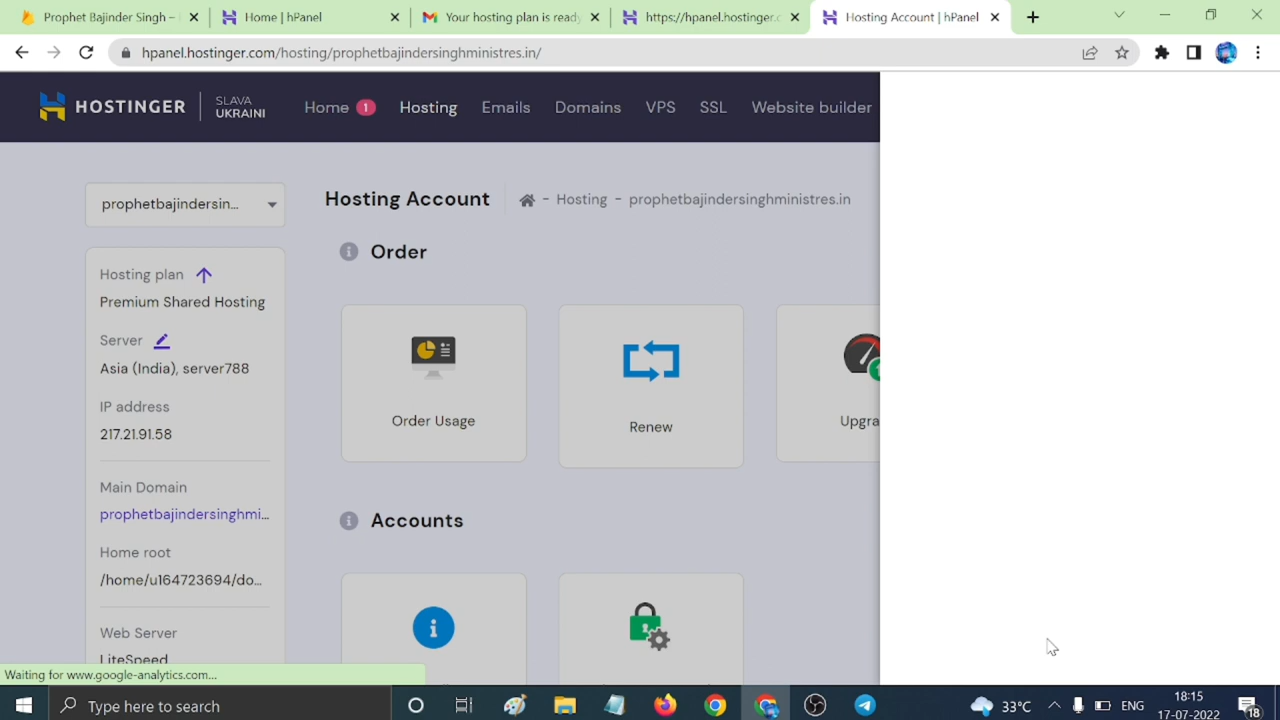 Prophet Bajinder Singh –
Home | hPanel
Your hosting plan is ready
https://hpanel.hostinger.c
Hosting Account | hPanel
hpanel.hostinger.com/hosting/prophetbajindersinghministres.in/
HOSTINGER
SLAVA
UKRAINI
Home 1 Hosting Emails Domains VPS SSL Website builder
prophetbajindersin...
Hosting Account - Hosting - prophetbajindersinghministres.in
Order
Hosting plan
Premium Shared Hosting
Server
Asia (India), server788
IP address
217.21.91.58
Order Usage
Renew
Upgra
Main Domain
prophetbajindersinghmi...
Home root
/home/u164723694/do...
Web Server
LiteSpeed
Accounts
Waiting for www.google-analytics.com...
Type here to search
33°C
ENG
18:15
17-07-2022
18